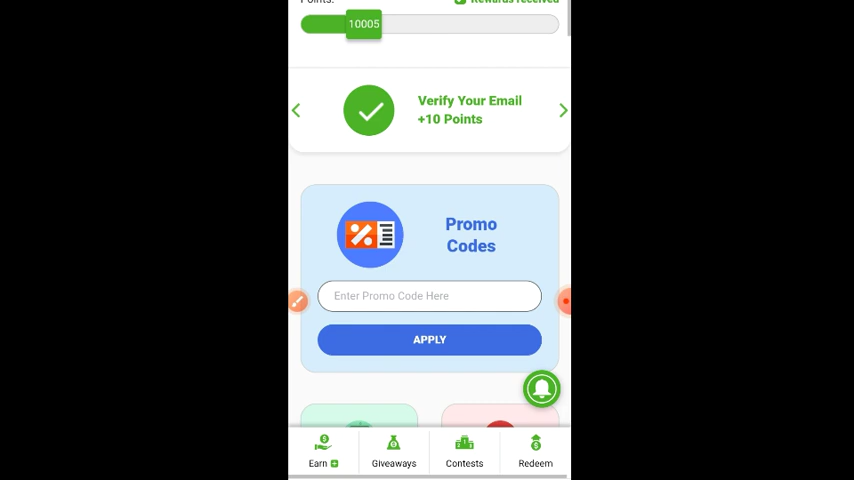 Points:
Rewards received
10005
Verify Your Email
+10 Points
Promo
Codes
Enter Promo Code Here
APPLY
Earn
Giveaways
Contests
Redeem